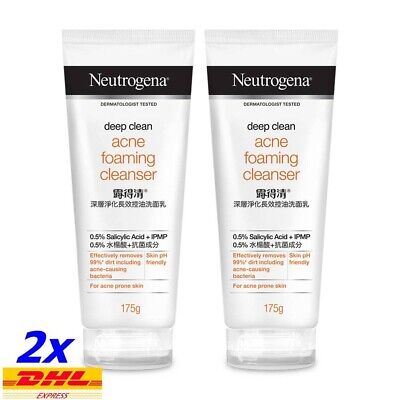 Neutrogena®
DERMATOLOGIST TESTED
deep clean
acne
foaming
cleanser
露得清®
深層淨化長效控油洗面乳
0.5% Salicylic Acid + IPMP
0.5% 水楊酸+抗菌成分
Effectively removes
99%* dirt including
acne-causing
bacteria
Skin pH
friendly
For acne prone skin
175g
Neutrogena®
DERMATOLOGIST TESTED
deep clean
acne
foaming
cleanser
露得清®
深層淨化長效控油洗面乳
0.5% Salicylic Acid + IPMP
0.5% 水楊酸+抗菌成分
Effectively removes
99%* dirt including
acne-causing
bacteria
Skin pH
friendly
For acne prone skin
175g
2x
DHL
EXPRESS